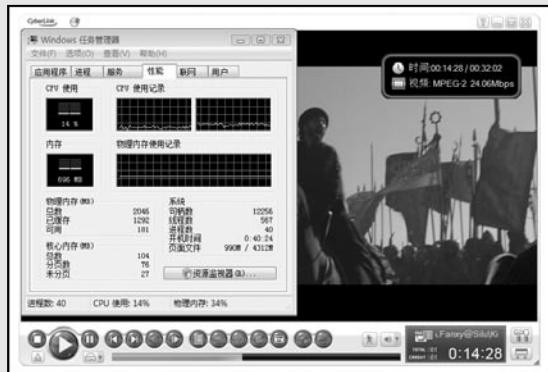 CyberLink
Windows 任务管理器
文件(F) 选项(O) 查看(V) 帮助(H)
应用程序 进程 服务 性能 联网 用户
CPU 使用 CPU 使用记录
14 %
内存 物理内存使用记录
696 MB
物理内存(MB) 系统
总数 2046 句柄数 12256
已缓存 1292 线程数 567
可用 181 进程数 40
开机时间 0:40:24
页面文件 990M / 4312M
核心内存(MB)
总数 104
分页数 76
未分页 27
资源监视器(R)...
进程数: 40 CPU 使用: 14% 物理内存: 34%
时间:00:14:28 / 00:32:02
视频: MPEG-2 24.06Mbps
TOTAL
0:14:28